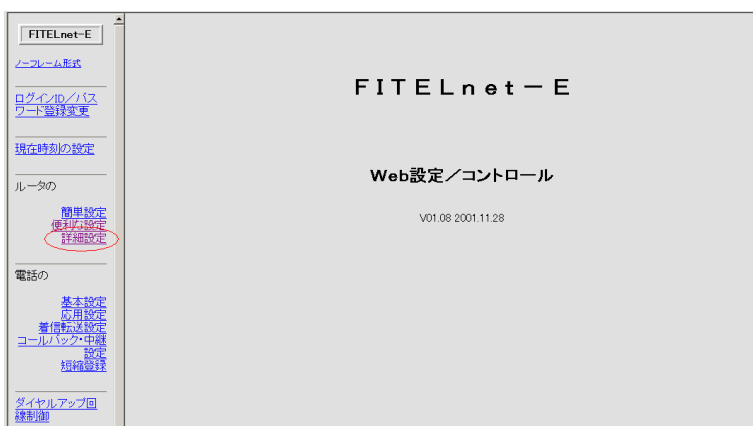 FITELnet-E
ノーフレーム形式
ログインID／パス
ワード登録変更
現在時刻の設定
ルータの
簡単設定
便利な設定
詳細設定
電話の
基本設定
応用設定
着信転送設定
コールバック・中継
設定
短縮登録
ダイヤルアップ回
線制御
ＦＩＴＥＬｎｅｔ－Ｅ
Web設定／コントロール
V01.08 2001.11.28